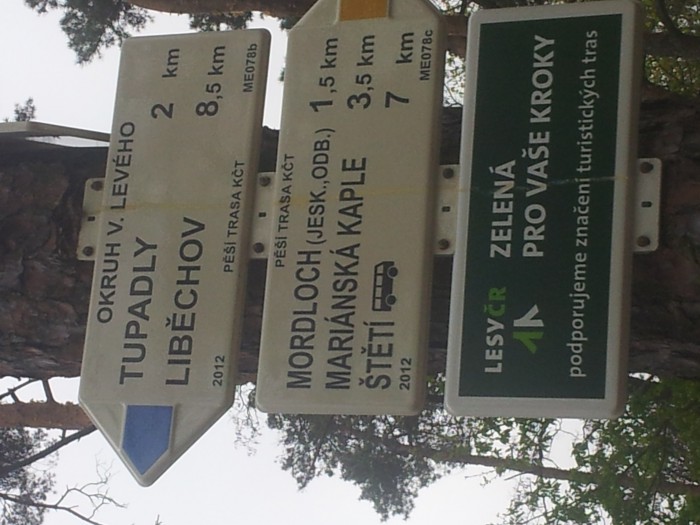 OKRUH V. LEVÉHO
TUPADLY 2 km
LIBĚCHOV 8,5 km
2012 PĚŠÍ TRASA KČT ME078b
PĚŠÍ TRASA KČT
MORDLOCH (JESK., ODB.) 1,5 km
MARIÁNSKÁ KAPLE 3,5 km
ŠTĚTÍ 7 km
2012 ME078c
LESY ČR
ZELENÁ
PRO VAŠE KROKY
podporujeme značení turistických tras